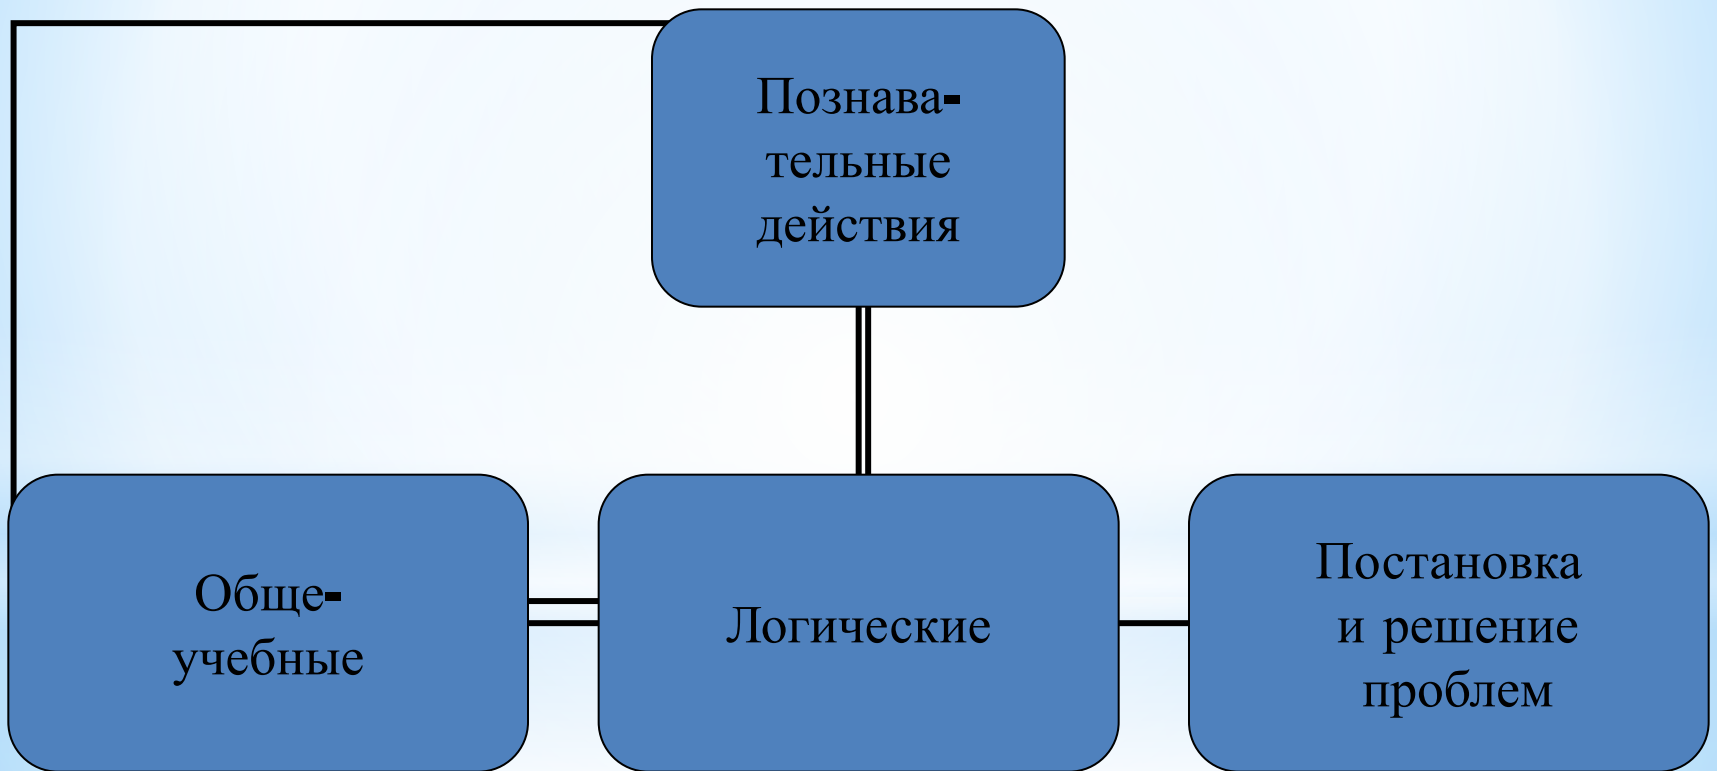 Познава-
тельные
действия
Обще-
учебные
Логические
Постановка
и решение
проблем